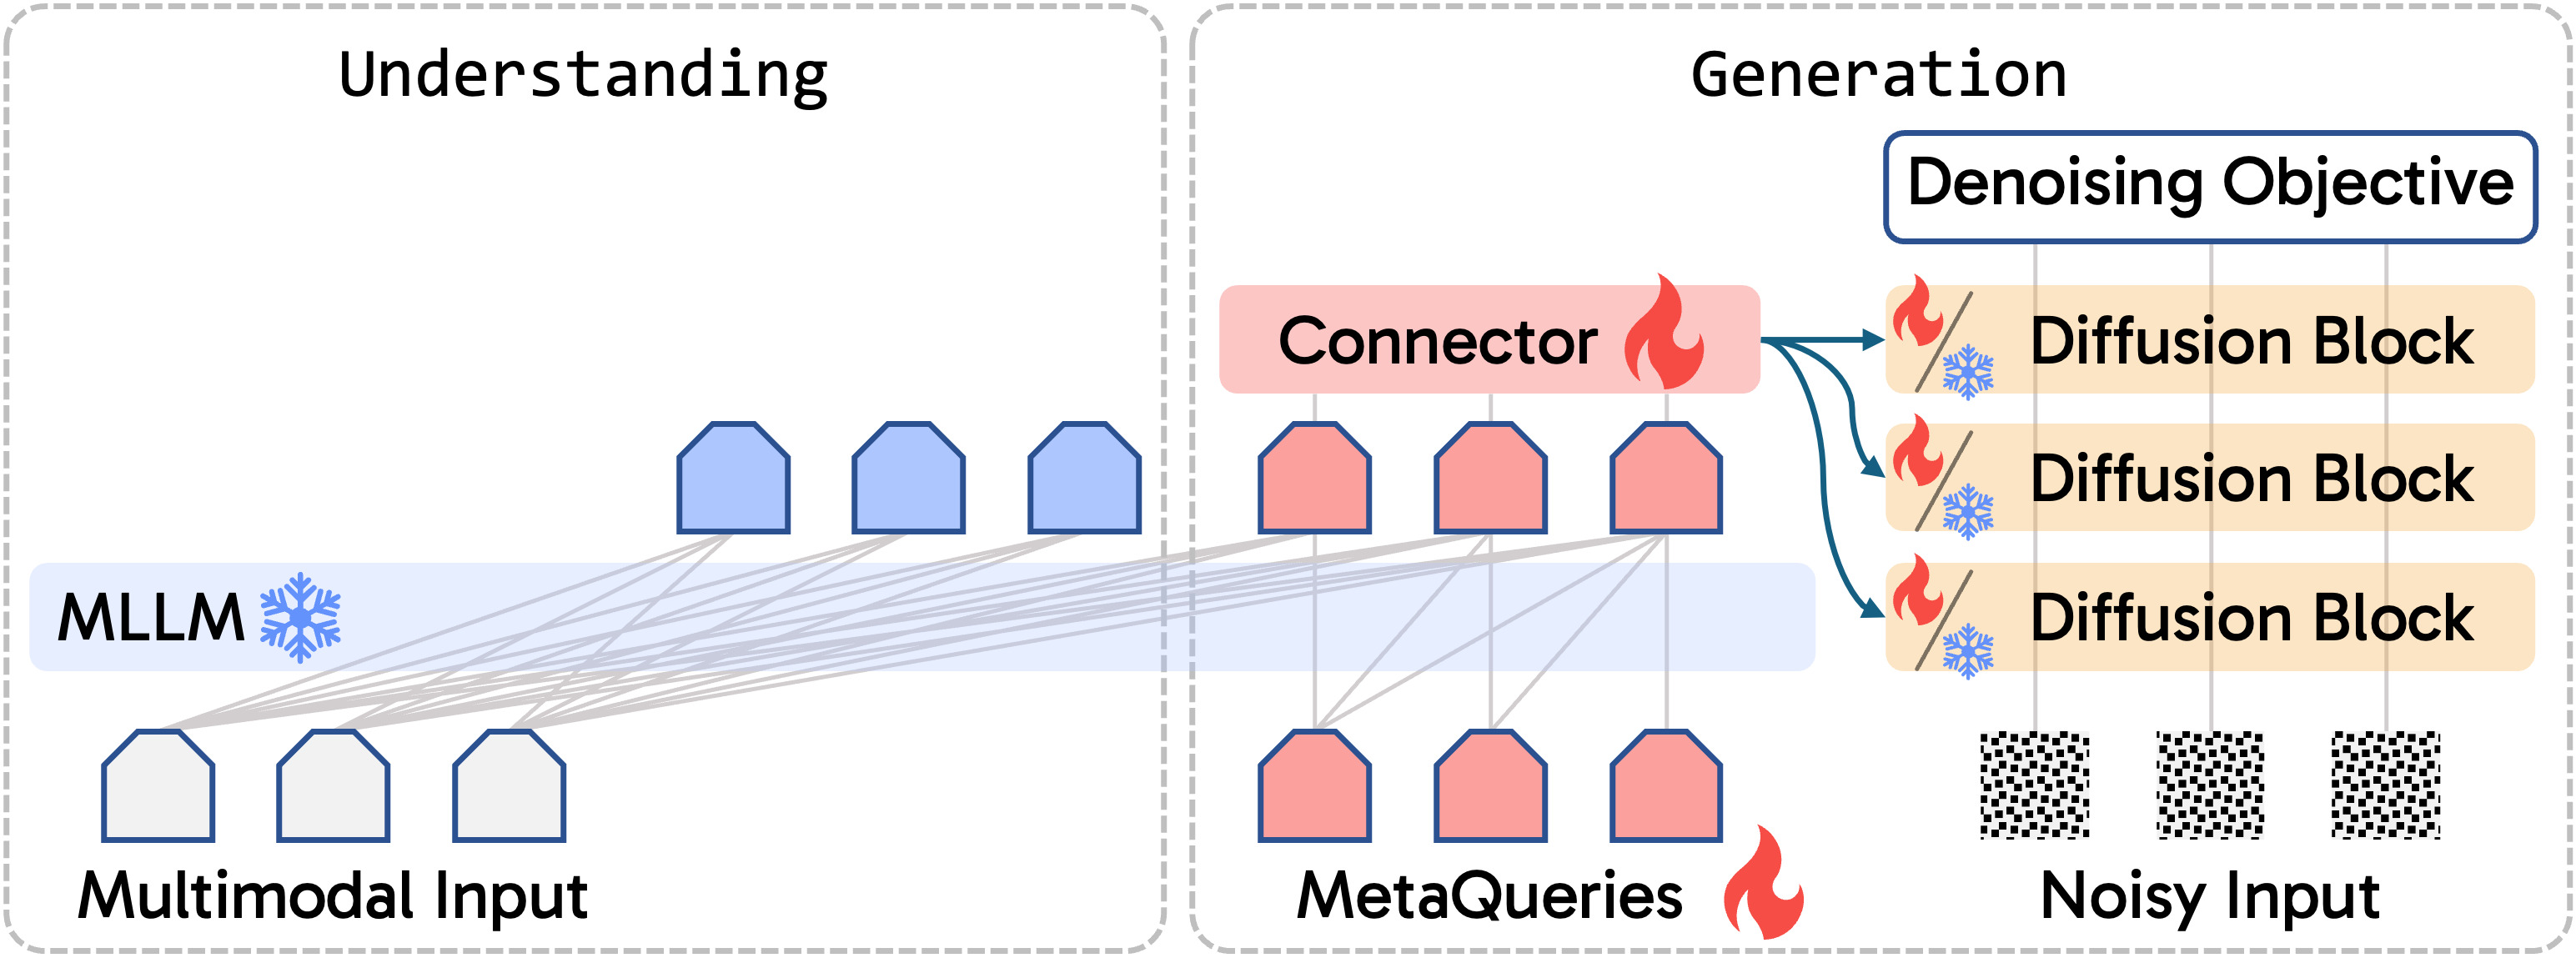 Understanding
MLLM
Multimodal Input
Generation
Denoising Objective
Connector
Diffusion Block
Diffusion Block
Diffusion Block
MetaQueries
Noisy Input